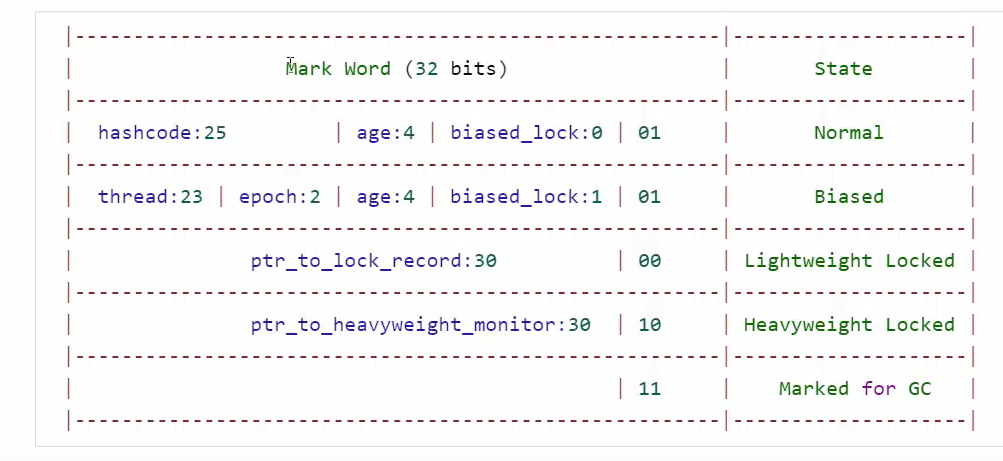 |-------------------------------------------------------|--------------------|
|                  Mark Word (32 bits)                  |       State        |
|-------------------------------------------------------|--------------------|
|  hashcode:25         | age:4 | biased_lock:0 | 01     |       Normal       |
|-------------------------------------------------------|--------------------|
|  thread:23 | epoch:2 | age:4 | biased_lock:1 | 01     |       Biased       |
|-------------------------------------------------------|--------------------|
|               ptr_to_lock_record:30          | 00     | Lightweight Locked |
|-------------------------------------------------------|--------------------|
|               ptr_to_heavyweight_monitor:30  | 10     | Heavyweight Locked |
|-------------------------------------------------------|--------------------|
|                                              | 11     |    Marked for GC   |
|-------------------------------------------------------|--------------------|